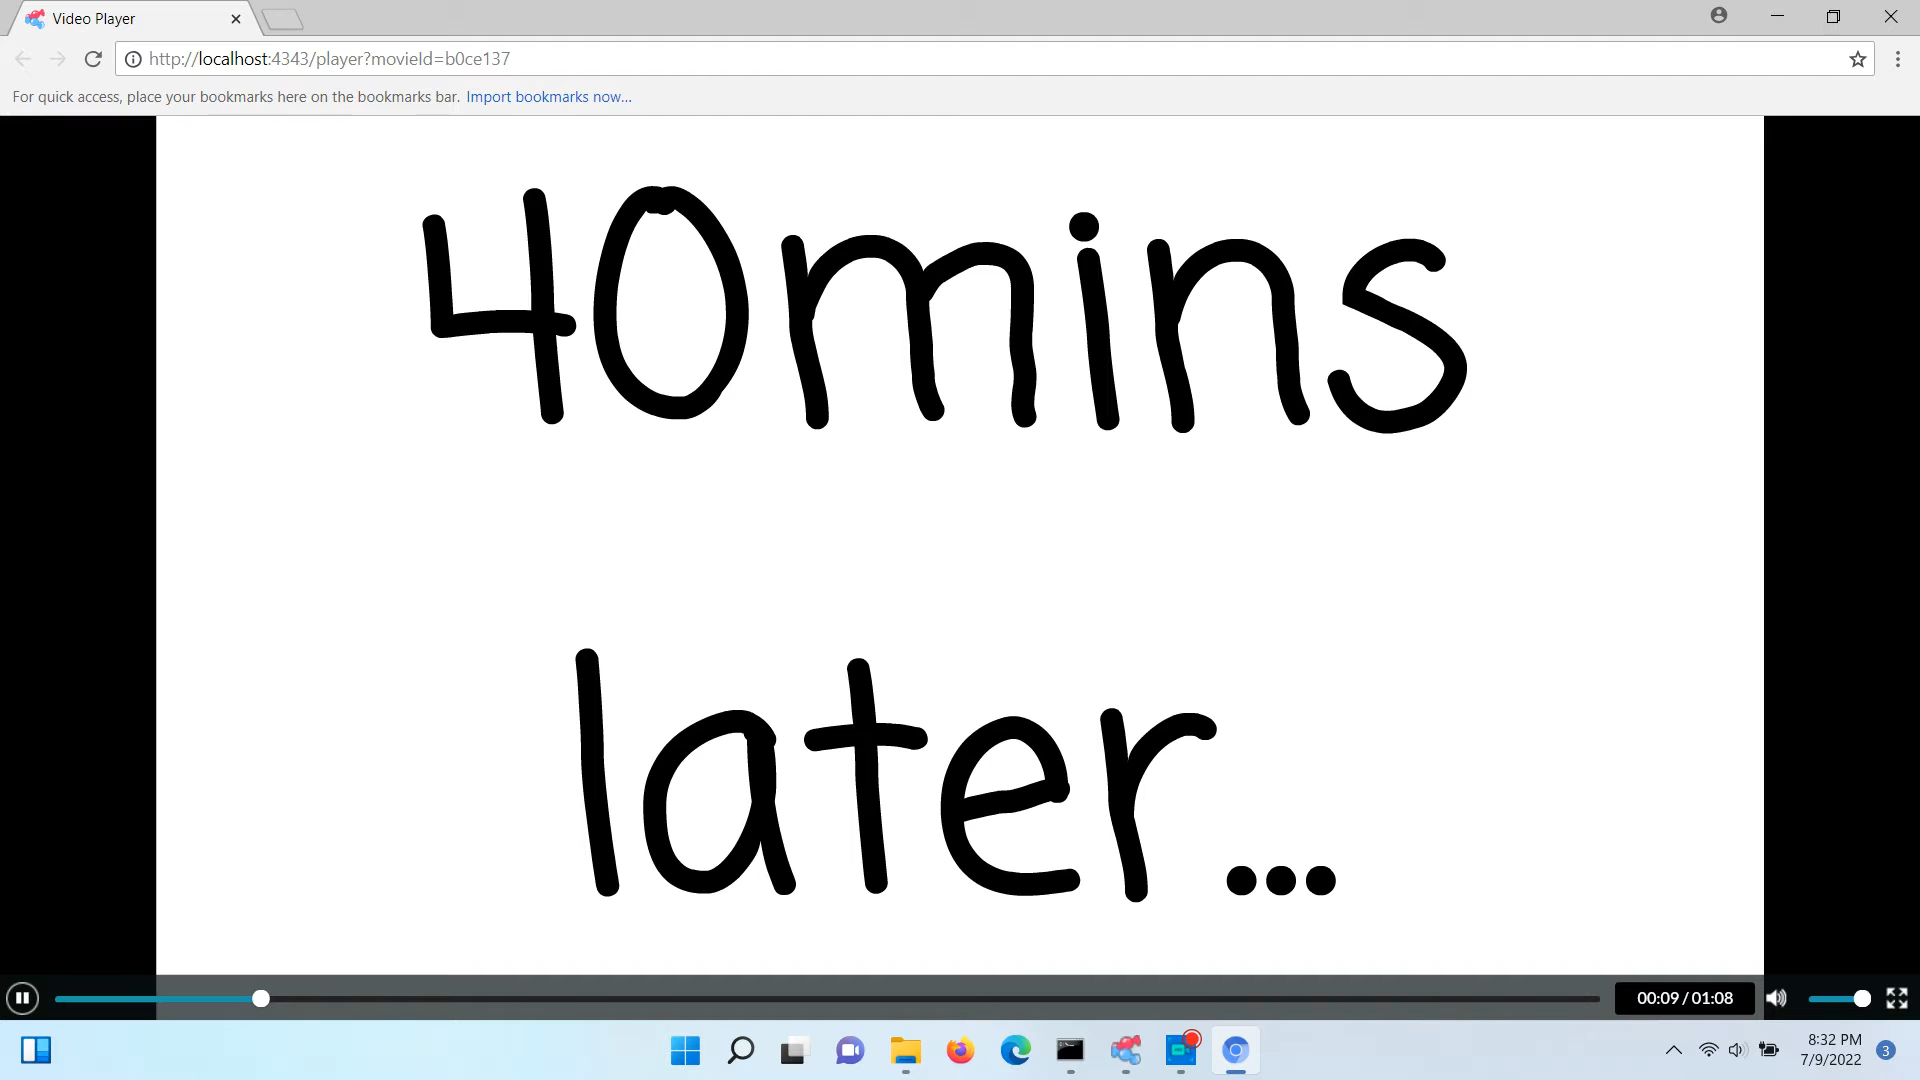 Video Player
http://localhost:4343/player?movieId=b0ce137
For quick access, place your bookmarks here on the bookmarks bar. Import bookmarks now...
40mins
later...
00:09 / 01:08
8:32 PM
7/9/2022
3